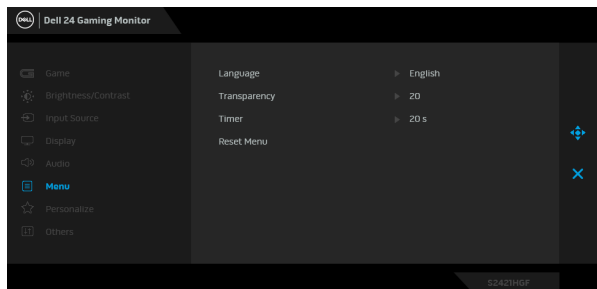 DELL Dell 24 Gaming Monitor
Game
Brightness/Contrast
Input Source
Display
Audio
Menu
Personalize
Others
Language English
Transparency 20
Timer 20 s
Reset Menu
S2421HGF